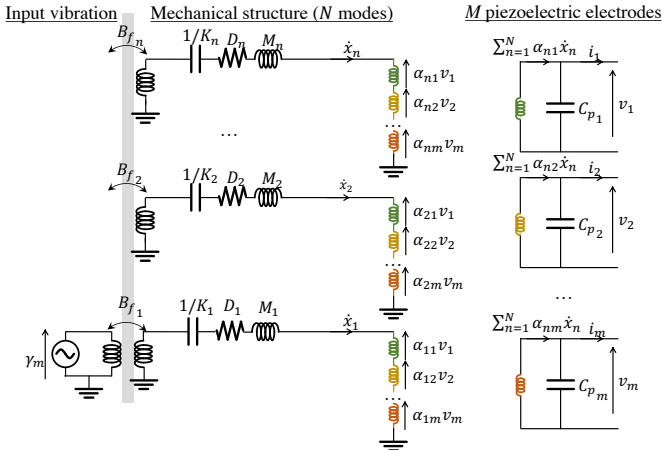 Input vibration
Mechanical structure (N modes)
M piezoelectric electrodes
B_{f_n}
1/K_n D_n M_n
ẋ_n
α_{n1}v_1
α_{n2}v_2
...
α_{nm}v_m
∑_{n=1}^{N} α_{n1}ẋ_n i_1
C_{p_1}
v_1
...
B_{f_2}
1/K_2 D_2 M_2
ẋ_2
α_{21}v_1
α_{22}v_2
...
α_{2m}v_m
∑_{n=1}^{N} α_{n2}ẋ_n i_2
C_{p_2}
v_2
...
B_{f_1}
γ_m
1/K_1 D_1 M_1
ẋ_1
α_{11}v_1
α_{12}v_2
...
α_{1m}v_m
∑_{n=1}^{N} α_{nm}ẋ_n i_m
C_{p_m}
v_m